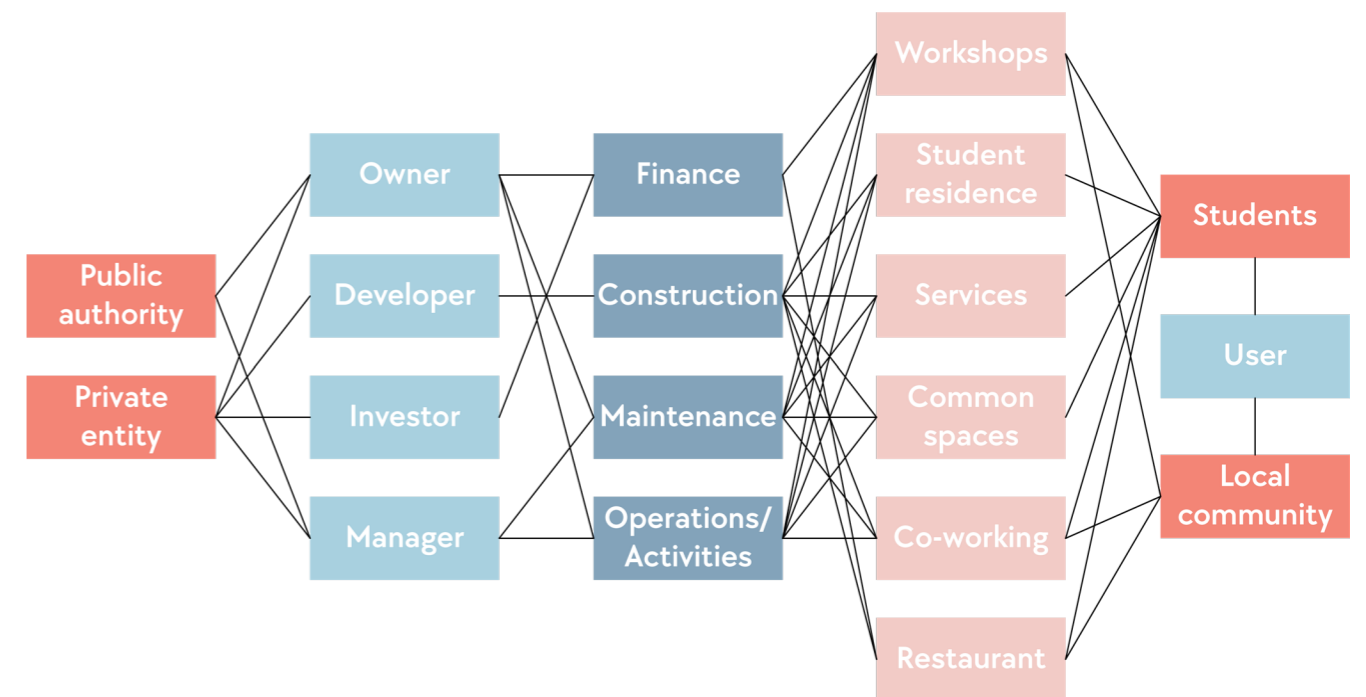 Public
authority
Private
entity
Owner
Developer
Investor
Manager
Finance
Construction
Maintenance
Operations/
Activities
Workshops
Student
residence
Services
Common
spaces
Co-working
Restaurant
Students
User
Local
community